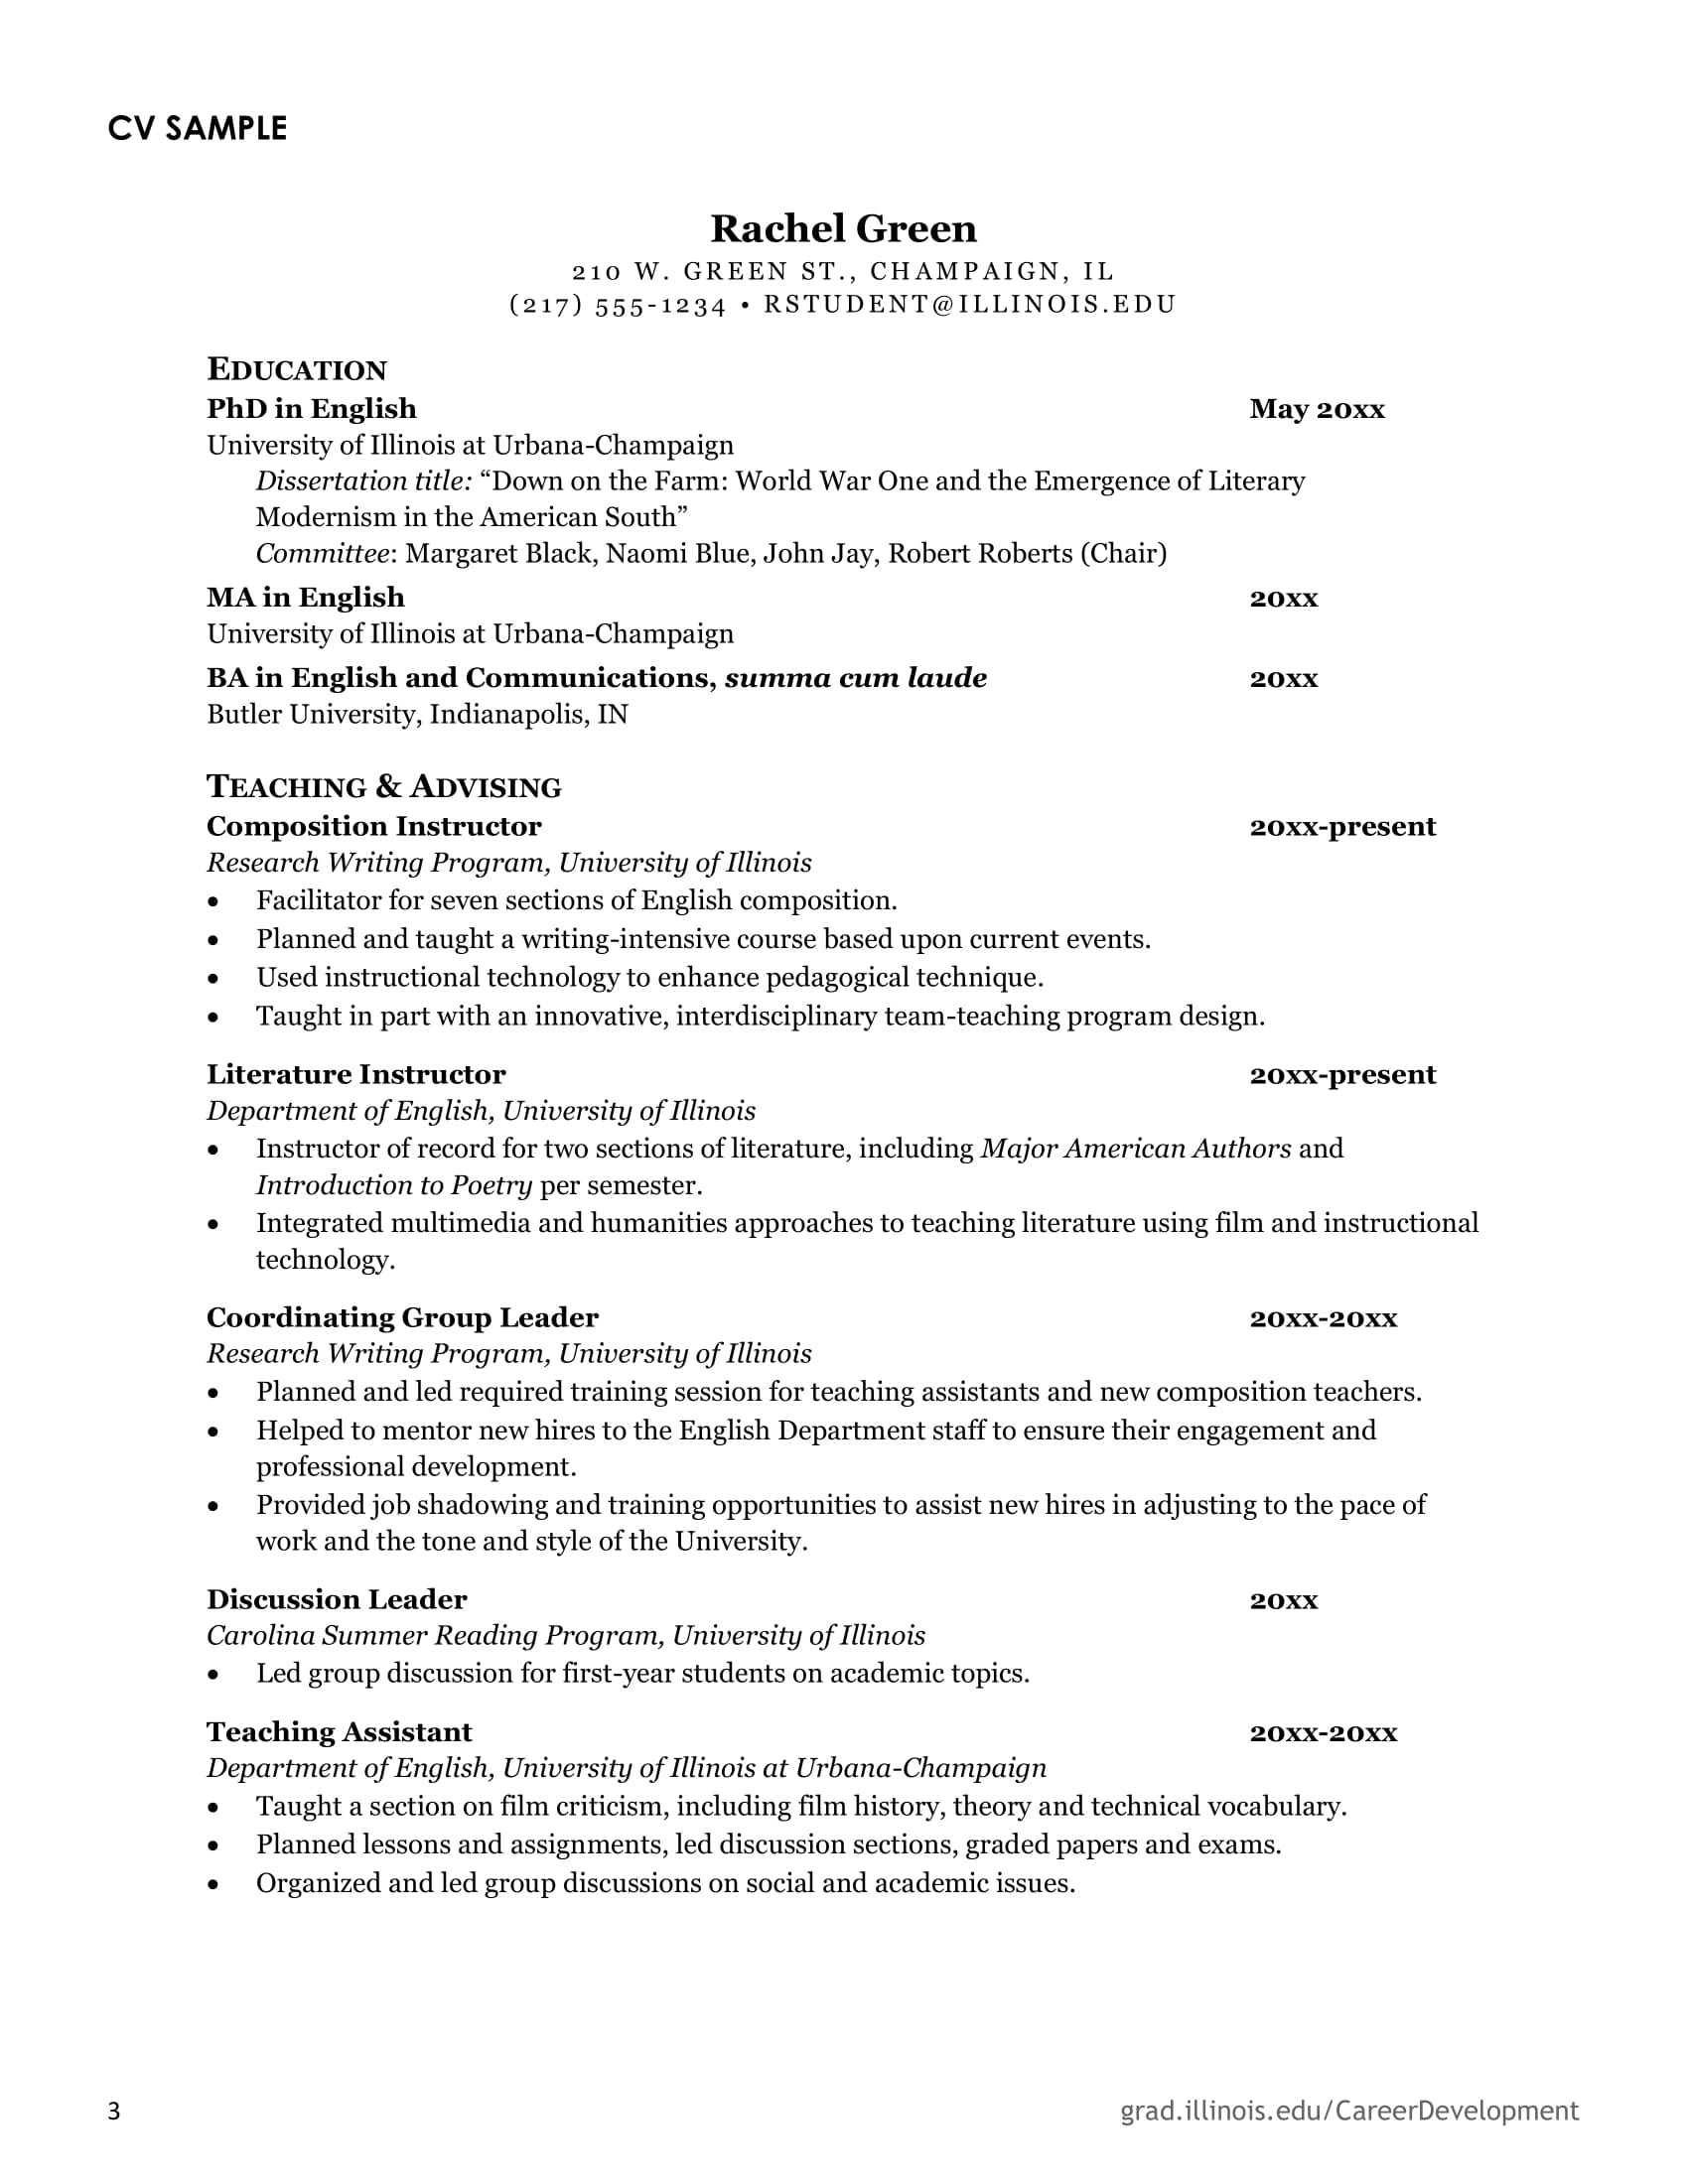 CV SAMPLE
Rachel Green
210 W. GREEN ST., CHAMPAIGN, IL
(217) 555-1234 • RSTUDENT@ILLINOIS.EDU
EDUCATION
PhD in English May 20xx
University of Illinois at Urbana-Champaign
Dissertation title: “Down on the Farm: World War One and the Emergence of Literary
Modernism in the American South”
Committee: Margaret Black, Naomi Blue, John Jay, Robert Roberts (Chair)
MA in English 20xx
University of Illinois at Urbana-Champaign
BA in English and Communications, summa cum laude 20xx
Butler University, Indianapolis, IN
TEACHING & ADVISING
Composition Instructor 20xx-present
Research Writing Program, University of Illinois
• Facilitator for seven sections of English composition.
• Planned and taught a writing-intensive course based upon current events.
• Used instructional technology to enhance pedagogical technique.
• Taught in part with an innovative, interdisciplinary team-teaching program design.
Literature Instructor 20xx-present
Department of English, University of Illinois
• Instructor of record for two sections of literature, including Major American Authors and
Introduction to Poetry per semester.
• Integrated multimedia and humanities approaches to teaching literature using film and instructional
technology.
Coordinating Group Leader 20xx-20xx
Research Writing Program, University of Illinois
• Planned and led required training session for teaching assistants and new composition teachers.
• Helped to mentor new hires to the English Department staff to ensure their engagement and
professional development.
• Provided job shadowing and training opportunities to assist new hires in adjusting to the pace of
work and the tone and style of the University.
Discussion Leader 20xx
Carolina Summer Reading Program, University of Illinois
• Led group discussion for first-year students on academic topics.
Teaching Assistant 20xx-20xx
Department of English, University of Illinois at Urbana-Champaign
• Taught a section on film criticism, including film history, theory and technical vocabulary.
• Planned lessons and assignments, led discussion sections, graded papers and exams.
• Organized and led group discussions on social and academic issues.
3 grad.illinois.edu/CareerDevelopment